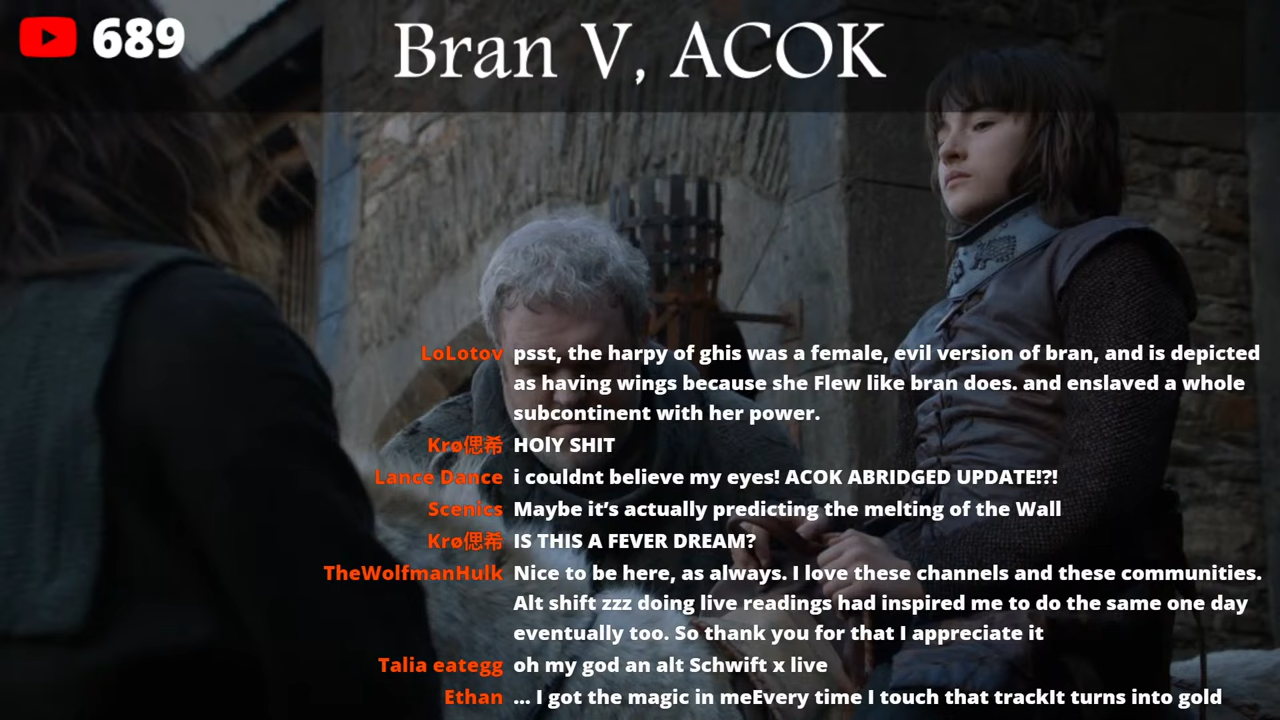 689
Bran V, ACOK
LoLotov psst, the harpy of ghis was a female, evil version of bran, and is depicted
as having wings because she Flew like bran does. and enslaved a whole
subcontinent with her power.
Krø偲希 HOlY SHIT
Lance Dance i couldnt believe my eyes! ACOK ABRIDGED UPDATE!?!
Scenics Maybe it’s actually predicting the melting of the Wall
Krø偲希 IS THIS A FEVER DREAM?
TheWolfmanHulk Nice to be here, as always. I love these channels and these communities.
Alt shift zzz doing live readings had inspired me to do the same one day
eventually too. So thank you for that I appreciate it
Talia eategg oh my god an alt Schwift x live
Ethan ... I got the magic in meEvery time I touch that trackIt turns into gold